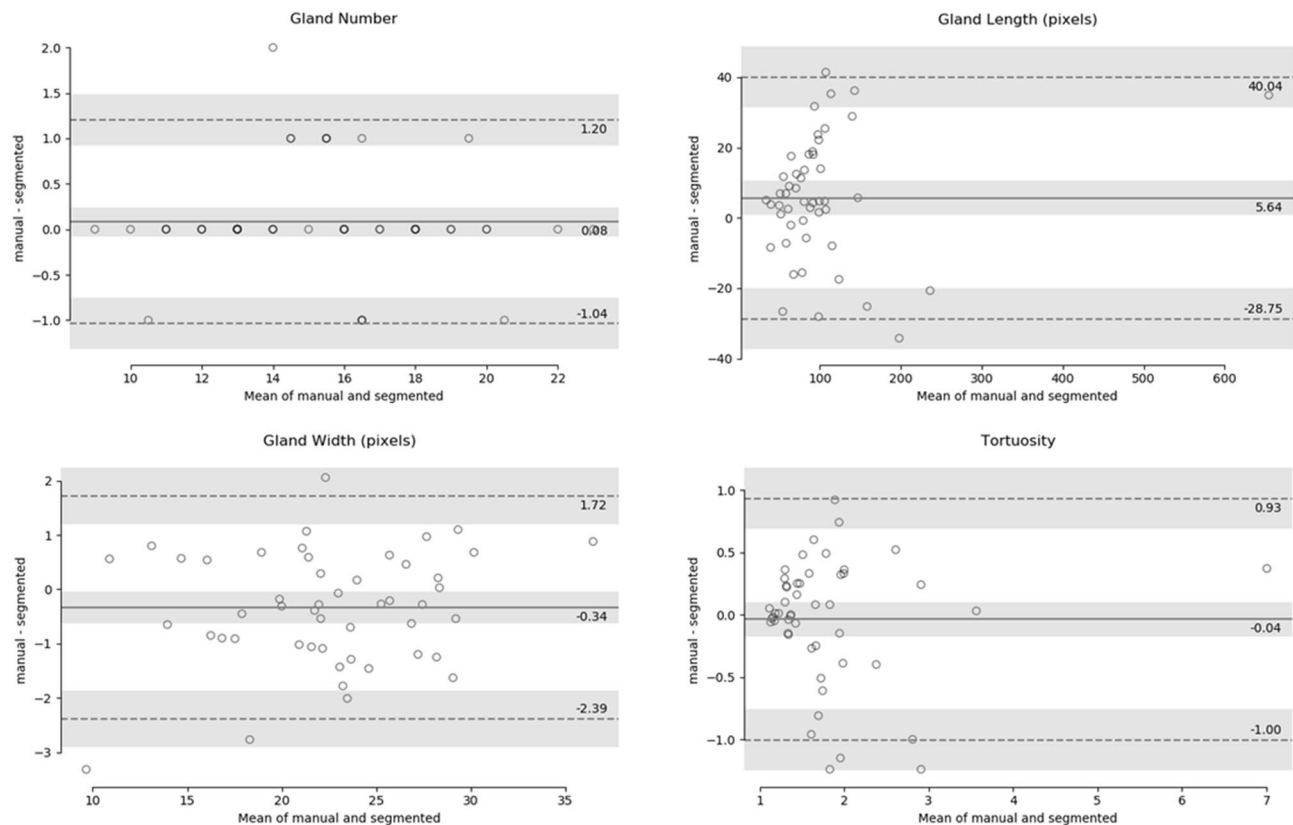 Gland Number
2.0
1.5
1.0
0.5
0.0
−0.5
−1.0
manual - segmented
1.20
0.08
-1.04
10 12 14 16 18 20 22
Mean of manual and segmented
Gland Length (pixels)
40
20
0
−20
−40
manual - segmented
40.04
5.64
-28.75
100 200 300 400 500 600
Mean of manual and segmented
Gland Width (pixels)
2
1
0
−1
−2
−3
manual - segmented
1.72
-0.34
-2.39
10 15 20 25 30 35
Mean of manual and segmented
Tortuosity
1.0
0.5
0.0
−0.5
−1.0
manual - segmented
0.93
-0.04
-1.00
1 2 3 4 5 6 7
Mean of manual and segmented